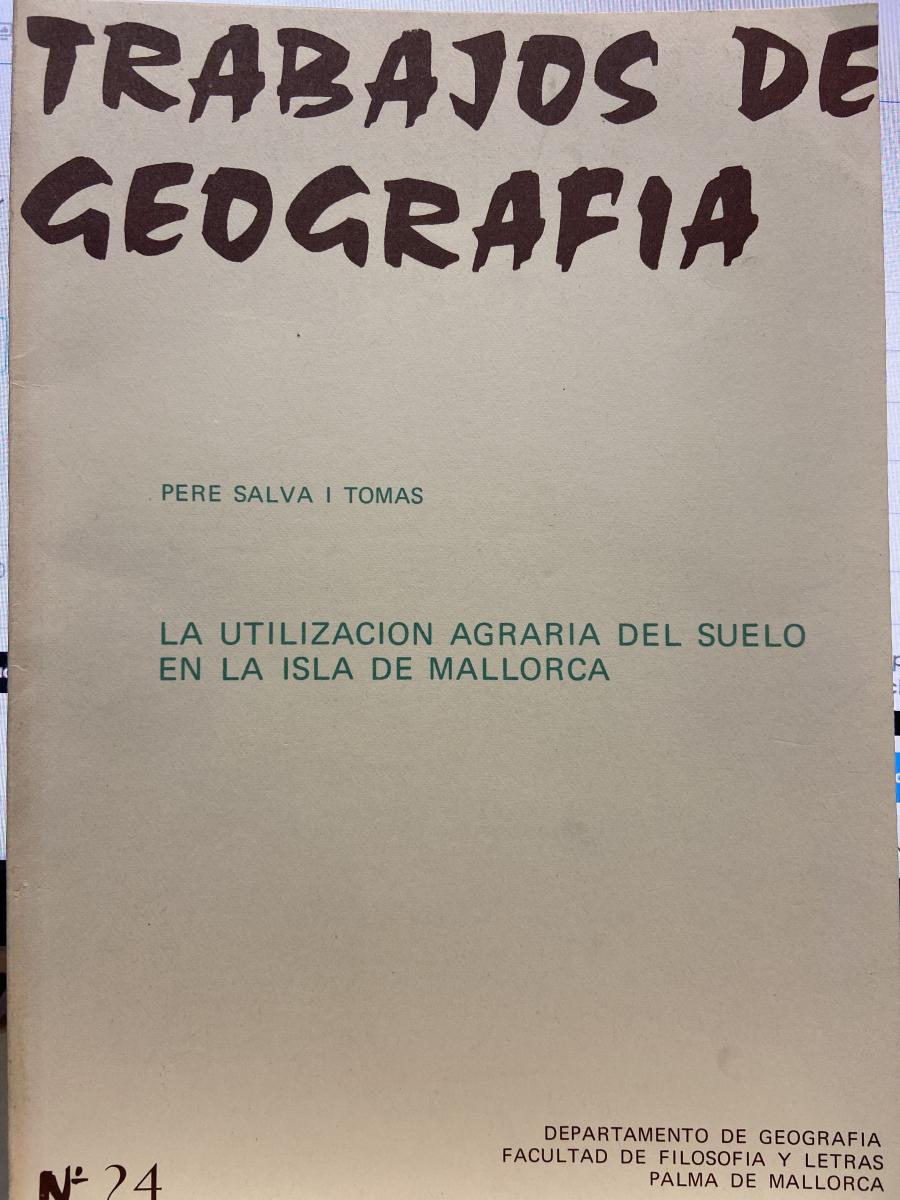 TRABAJOS DE
GEOGRAFIA
PERE SALVA I TOMAS
LA UTILIZACION AGRARIA DEL SUELO
EN LA ISLA DE MALLORCA
DEPARTAMENTO DE GEOGRAFIA
FACULTAD DE FILOSOFIA Y LETRAS
PALMA DE MALLORCA
Nº 24